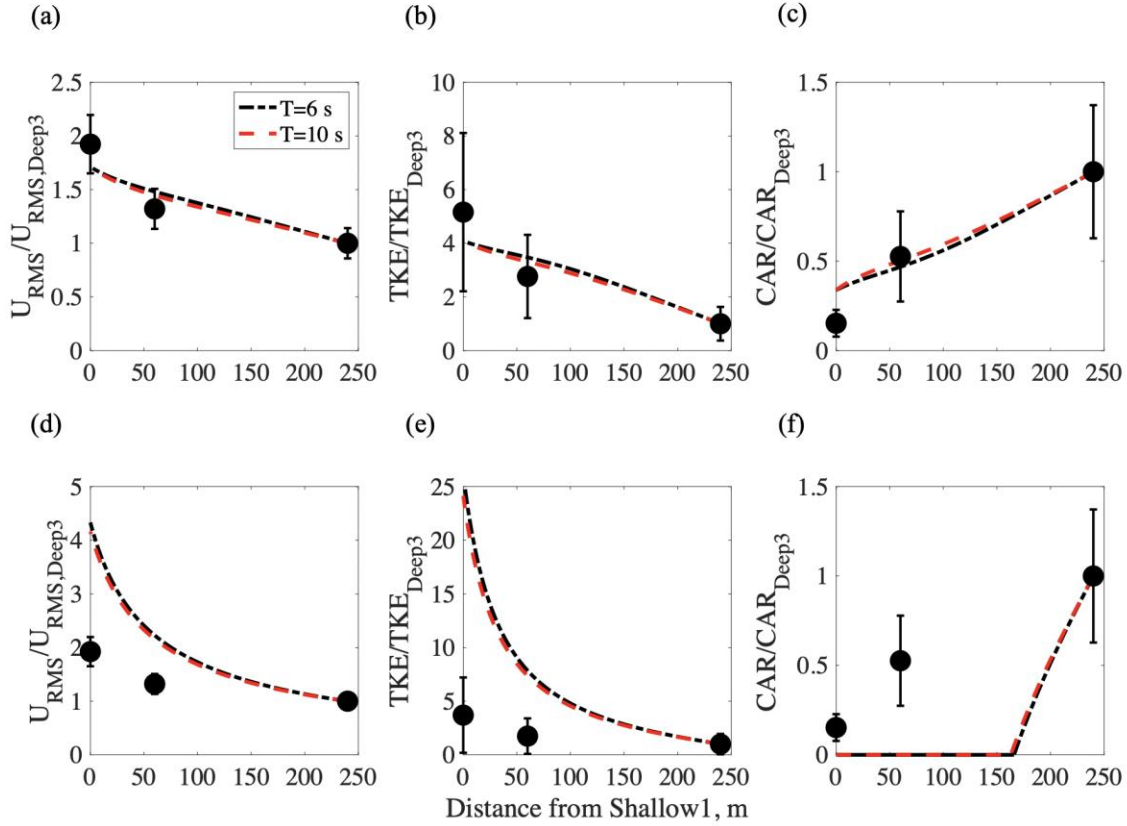 (a)
(b)
(c)
U_RMS/U_RMS,Deep3
2.5
2
1.5
1
0.5
0
0 50 100 150 200 250
T=6 s
T=10 s
TKE/TKE_Deep3
10
8
6
4
2
0
0 50 100 150 200 250
CAR/CAR_Deep3
1.5
1
0.5
0
0 50 100 150 200 250
(d)
(e)
(f)
U_RMS/U_RMS,Deep3
5
4
3
2
1
0
0 50 100 150 200 250
TKE/TKE_Deep3
25
20
15
10
5
0
0 50 100 150 200 250
CAR/CAR_Deep3
1.5
1
0.5
0
0 50 100 150 200 250
Distance from Shallow1, m